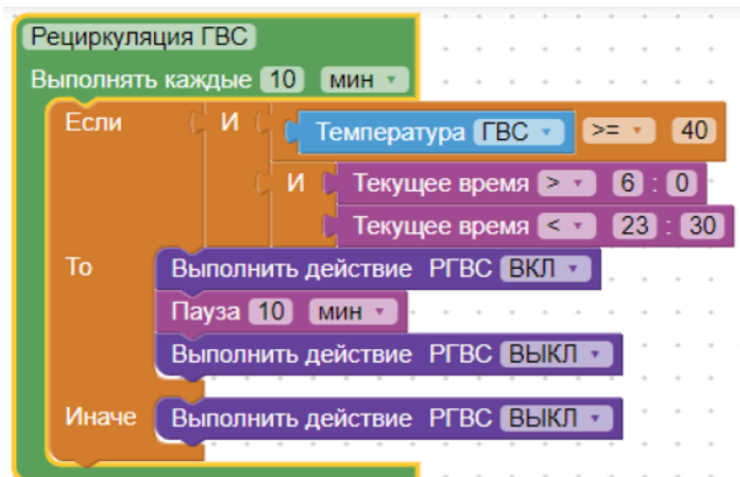 Рециркуляция ГВС
Выполнять каждые 10 мин
Если И Температура ГВС >= 40
И Текущее время > 6 : 0
Текущее время < 23 : 30
То Выполнить действие РГВС ВКЛ
Пауза 10 мин
Выполнить действие РГВС ВЫКЛ
Иначе Выполнить действие РГВС ВЫКЛ